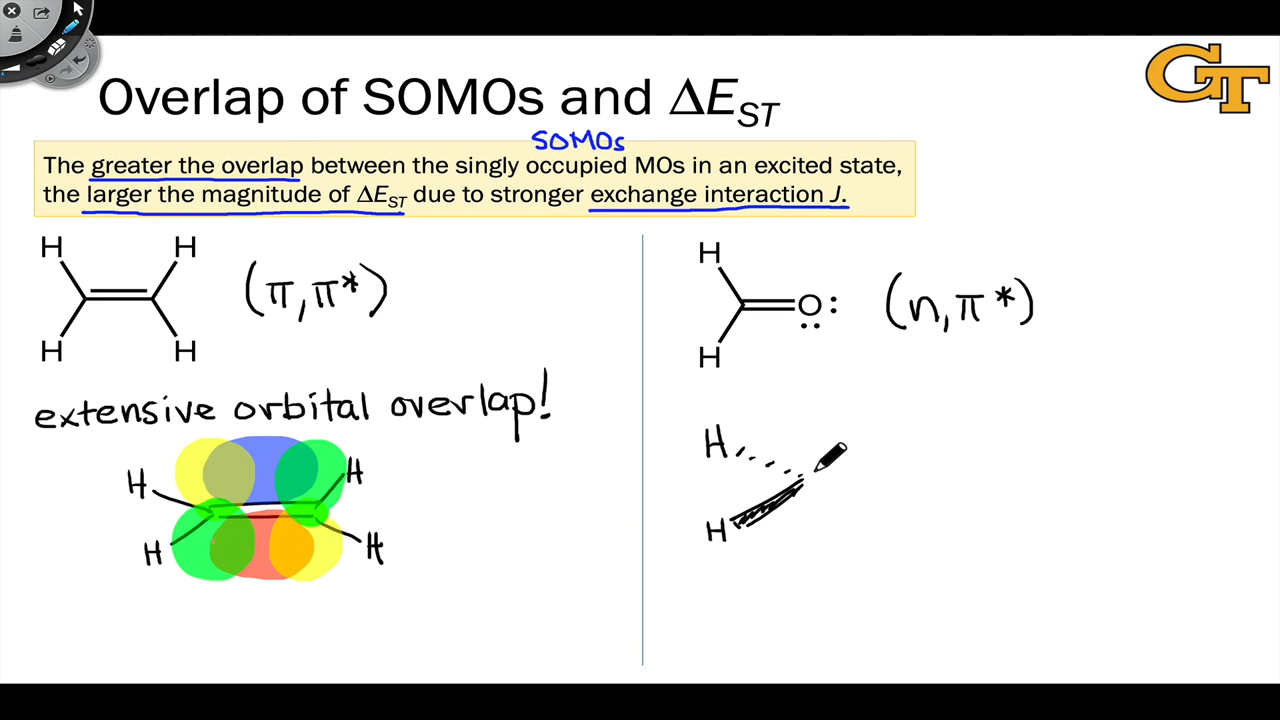 GT
Overlap of SOMOs and ΔE_ST
SOMOs
The greater the overlap between the singly occupied MOs in an excited state,
the larger the magnitude of ΔE_ST due to stronger exchange interaction J.
H H
(π,π*)
H H
extensive orbital overlap!
H H
H H
H
O:
··
(n,π*)
H
H
H